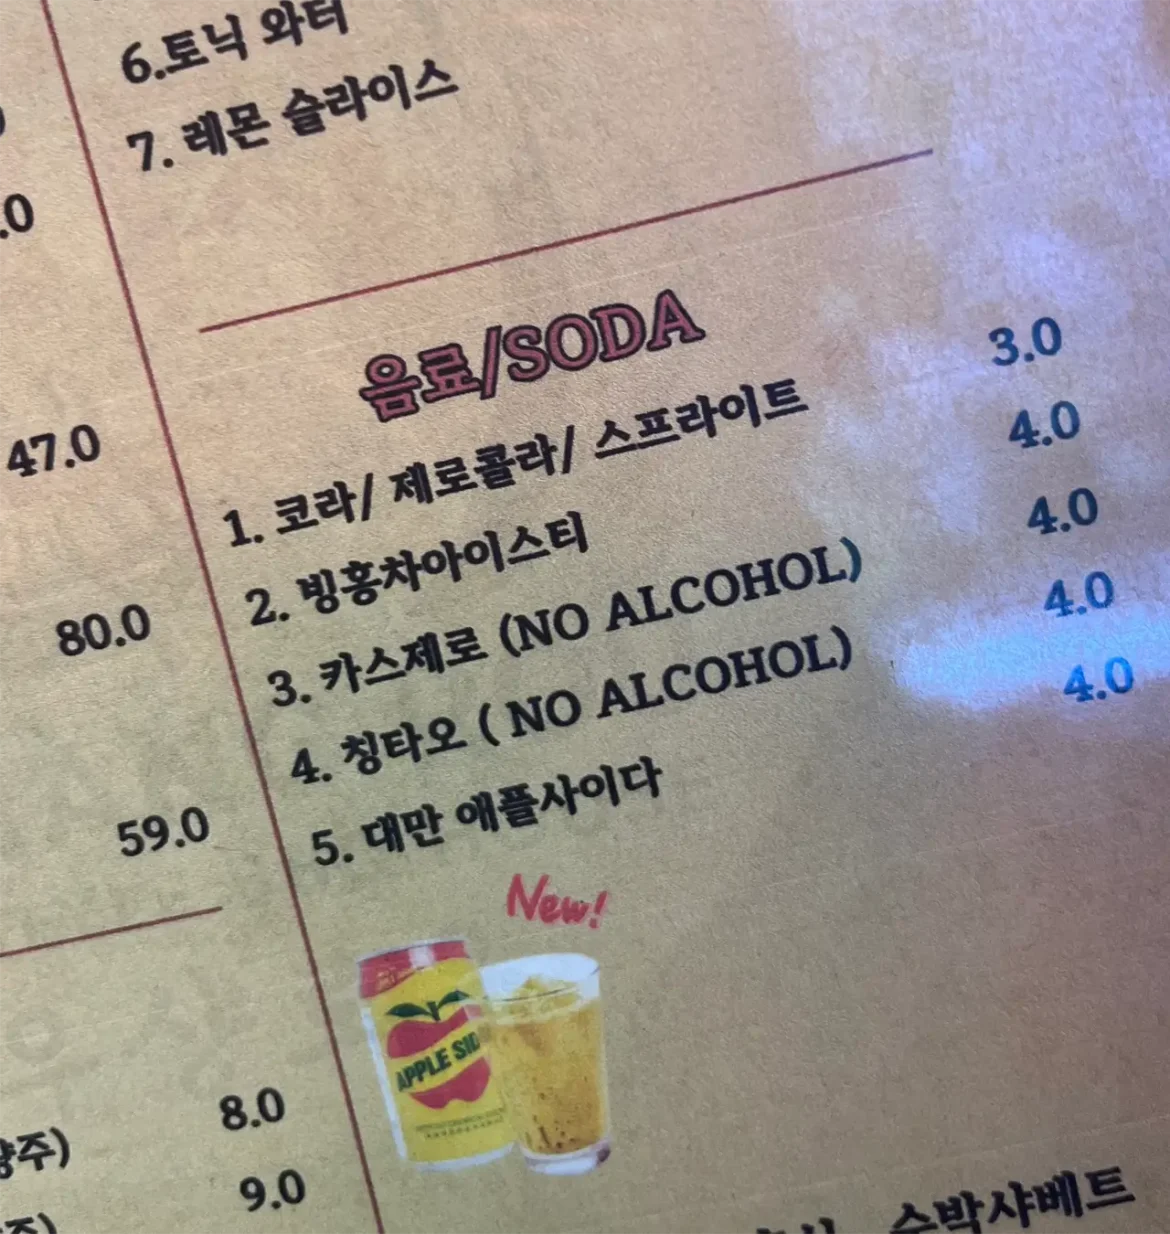 6.토닉 와터
7. 레몬 슬라이스
.0
47.0
80.0
59.0
8.0
9.0
음료/SODA
1. 코라/ 제로콜라/ 스프라이트 3.0
2. 빙홍차아이스티 4.0
3. 카스제로 (NO ALCOHOL) 4.0
4. 칭타오 ( NO ALCOHOL) 4.0
5. 대만 애플사이다 4.0
New!
APPLE SID
수박샤베트